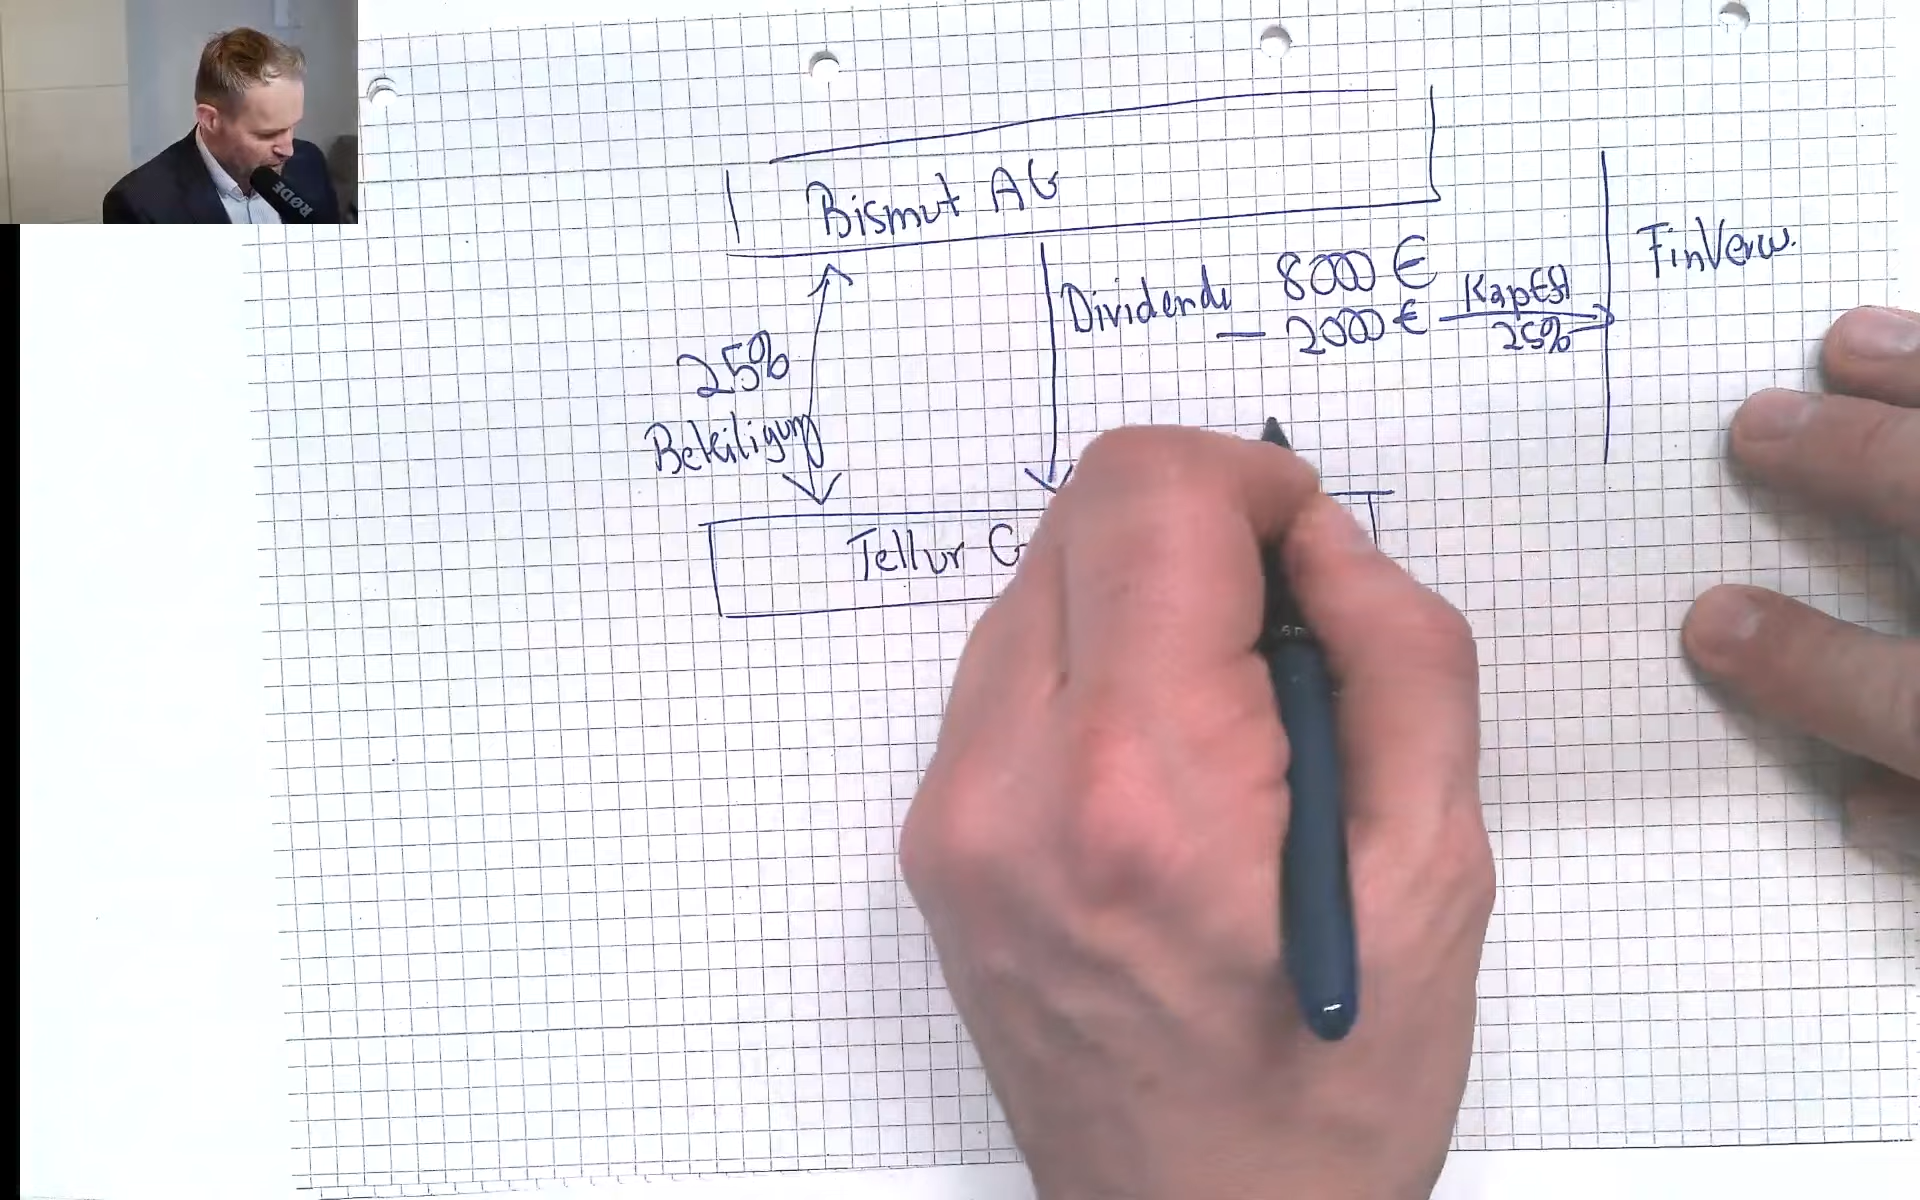 RØDE
Bismut AG
FinVerw.
Dividende 8000 €
KapESt
- 2000 €
25%
25%
Beteiligung
Tellur G